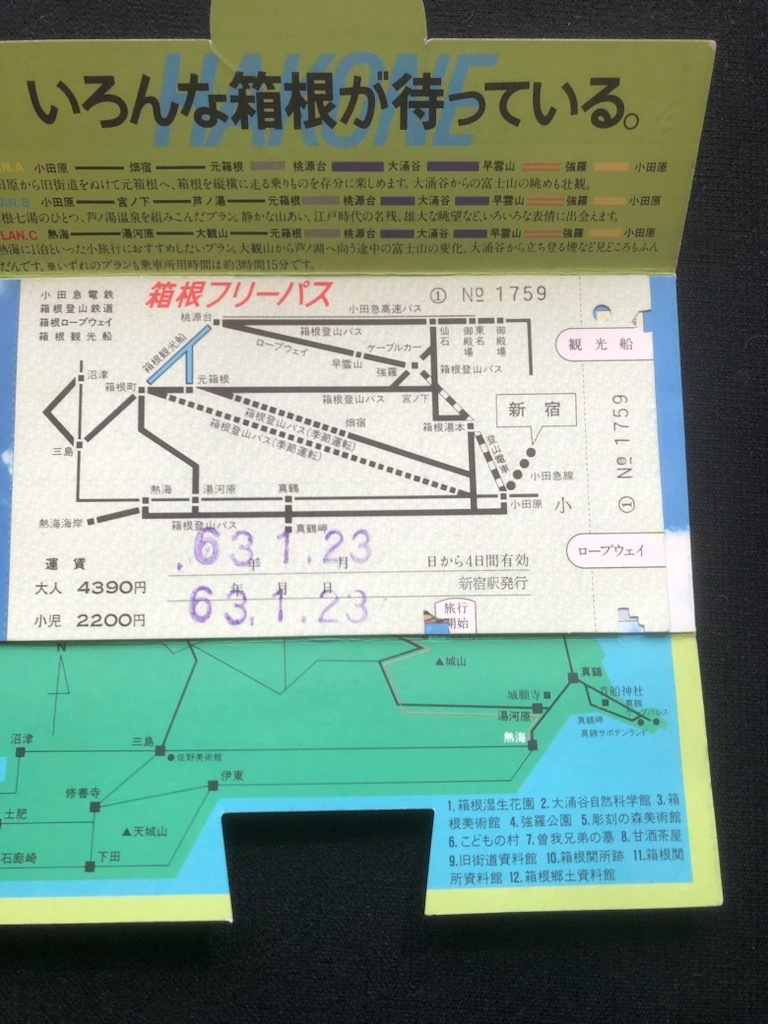 HAKONE
いろんな箱根が待っている。
N.A 小田原 畑宿 元箱根 桃源台 大涌谷 早雲山 強羅 小田原
田原から旧街道をぬけて元箱根へ、箱根を縦横に走る乗りものを存分に楽しめます。大涌谷からの富士山の眺めも壮観。
AN.B 小田原 宮ノ下 芦ノ湯 元箱根 桃源台 大涌谷 早雲山 強羅 小田原
根七湯のひとつ、芦ノ湯温泉を組みこんだプラン。静かな山あい、江戸時代の名残、雄大な眺望など、いろいろな表情に出会えます。
LAN.C 熱海 湯河原 大観山 元箱根 桃源台 大涌谷 早雲山 強羅 小田原
熱海に1泊といった小旅行におすすめしたいプラン。大観山から芦ノ湖へ向う途中の富士山の変化、大涌谷から立ち登る煙など見どころもふん
だんです。※いずれのプランも乗車所用時間は約3時間15分です。
小田急電鉄
箱根登山鉄道
箱根ロープウェイ
箱根観光船
箱根フリーパス
① № 1759
桃源台
小田急高速バス
箱根登山バス
仙石
御殿場
東名
御殿場
観光船
箱根観光船
ロープウェイ
ケーブルカー
早雲山
強羅
箱根登山バス
沼津
箱根町
元箱根
箱根登山バス
宮ノ下
新宿
箱根登山バス(季節運転)
畑宿
箱根登山バス(季節運転)
箱根湯本
登山電車
小田急線
三島
① № 1759
熱海
湯河原
真鶴
小田原
小
熱海海岸
箱根登山バス
真鶴岬
ロープウェイ
運賃
63.1.23
年 月 日から4日間有効
大人 4390円
年 月 日 新宿駅発行
小児 2200円
63.1.23
旅行
開始
城山
真鶴
城願寺
貴船神社
湯河原
真鶴
真鶴岬
真鶴サボテンランド
沼津
三島
熱海
佐野美術館
伊東
修善寺
土肥
天城山
石廊崎
下田
1.箱根湿生花園 2.大涌谷自然科学館 3.箱
根美術館 4.強羅公園 5.彫刻の森美術館
6.こどもの村 7.曽我兄弟の墓 8.甘酒茶屋
9.旧街道資料館 10.箱根関所跡 11.箱根関
所資料館 12.箱根郷土資料館